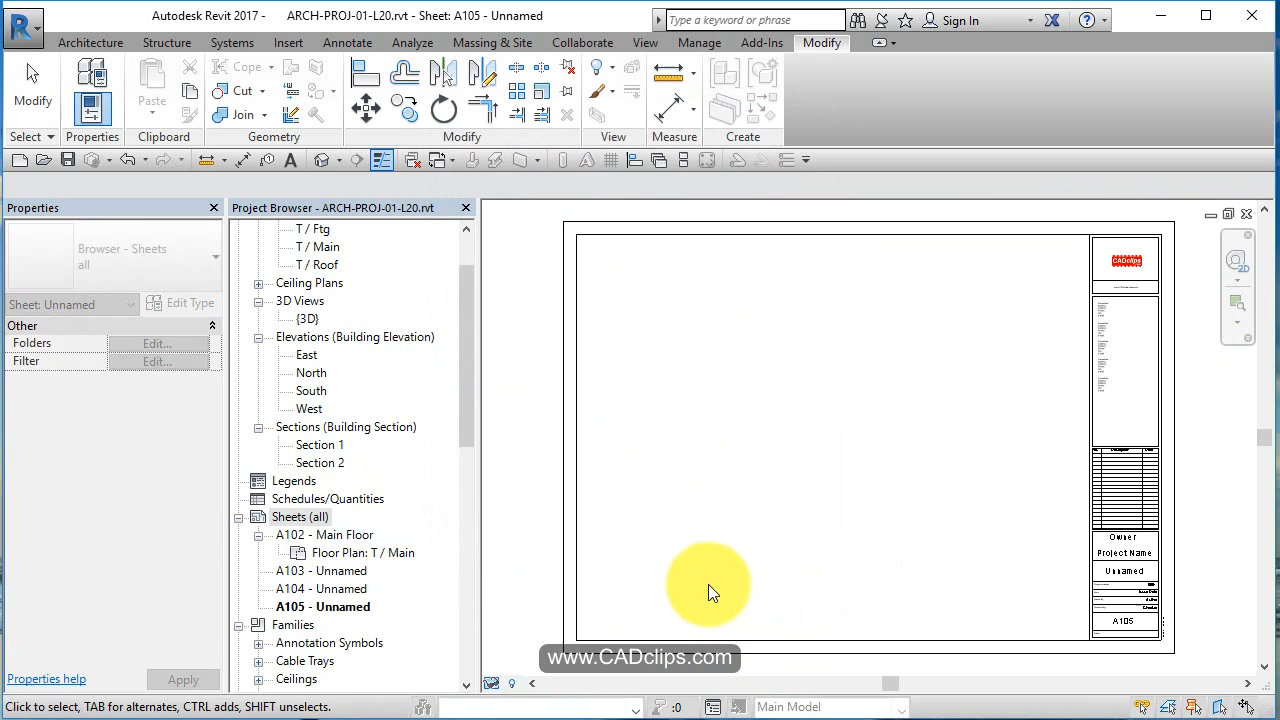 Autodesk Revit 2017 - ARCH-PROJ-01-L20.rvt - Sheet: A105 - Unnamed
Type a keyword or phrase
Sign In
Architecture Structure Systems Insert Annotate Analyze Massing & Site Collaborate View Manage Add-Ins Modify
Modify
Paste
Cope
Cut
Join
Select Properties Clipboard Geometry Modify View Measure Create
Properties
Browser - Sheets
all
Sheet: Unnamed
Edit Type
Other
Folders Edit...
Filter Edit...
Properties help
Apply
Project Browser - ARCH-PROJ-01-L20.rvt
T / Ftg
T / Main
T / Roof
Ceiling Plans
3D Views
{3D}
Elevations (Building Elevation)
East
North
South
West
Sections (Building Section)
Section 1
Section 2
Legends
Schedules/Quantities
Sheets (all)
A102 - Main Floor
Floor Plan: T / Main
A103 - Unnamed
A104 - Unnamed
A105 - Unnamed
Families
Annotation Symbols
Cable Trays
Ceilings
2D
CADclips
Owner
Project Name
Unnamed
A105
www.CADclips.com
Click to select, TAB for alternates, CTRL adds, SHIFT unselects.
:0
Main Model